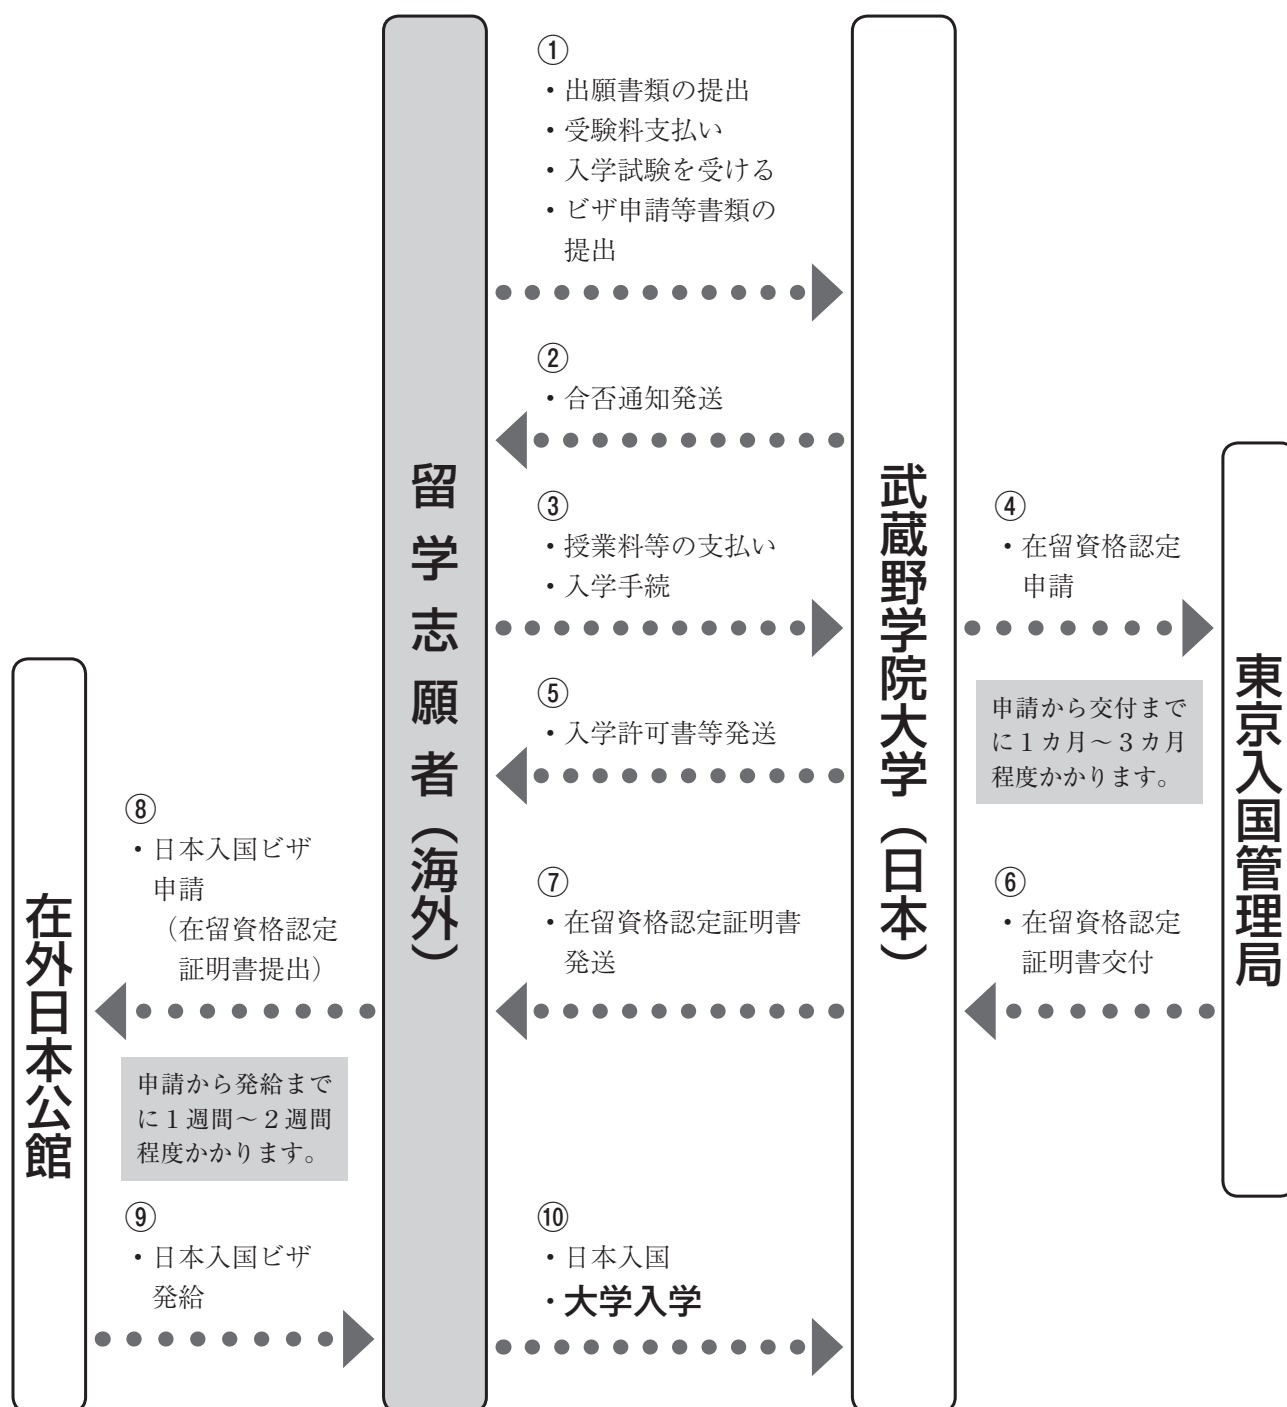 ①
・出願書類の提出
・受験料支払い
・入学試験を受ける
・ビザ申請等書類の
提出
②
・合否通知発送
③
・授業料等の支払い
・入学手続
④
・在留資格認定
申請
申請から交付まで
に１カ月～３カ月
程度かかります。
⑤
・入学許可書等発送
⑥
・在留資格認定
証明書交付
⑦
・在留資格認定証明書
発送
⑧
・日本入国ビザ
申請
（在留資格認定
証明書提出）
申請から発給まで
に１週間～２週間
程度かかります。
⑨
・日本入国ビザ
発給
⑩
・日本入国
・大学入学
在外日本公館
留学志願者（海外）
武蔵野学院大学（日本）
東京入国管理局